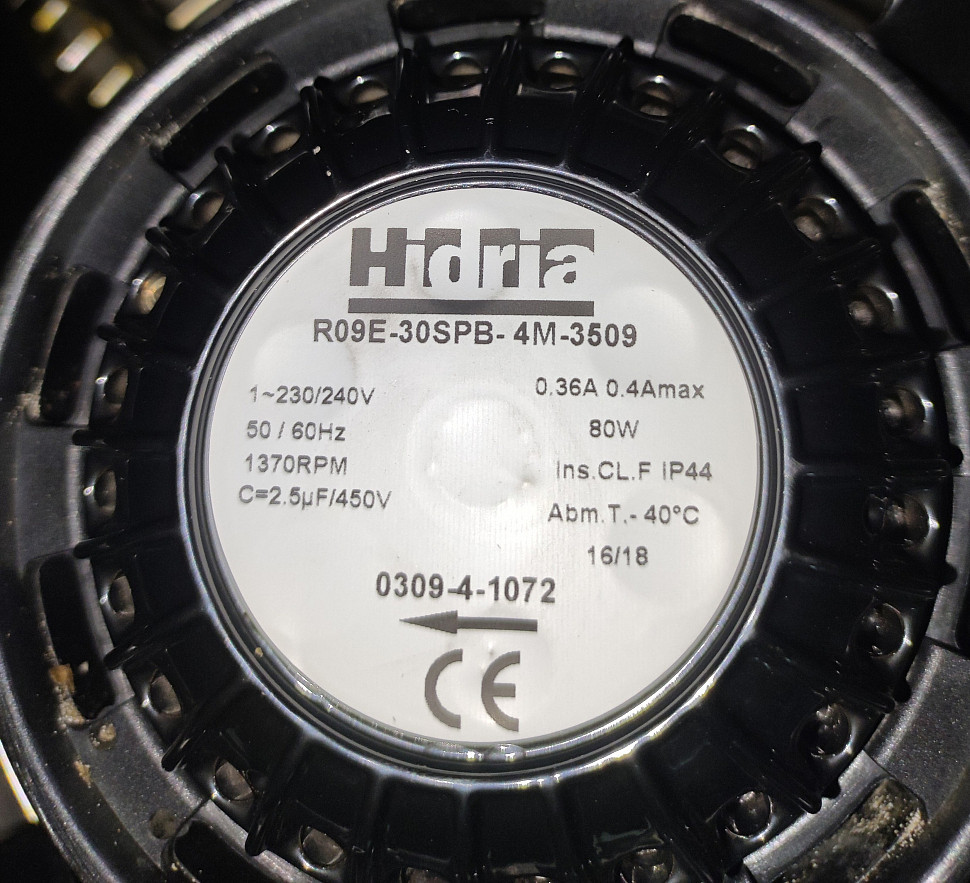 Hidria
R09E-30SPB- 4M-3509
1~230/240V
0.36A 0.4Amax
50 / 60Hz
80W
1370RPM
Ins.CL.F IP44
C=2.5µF/450V
Abm.T.- 40°C
16/18
0309-4-1072
CE